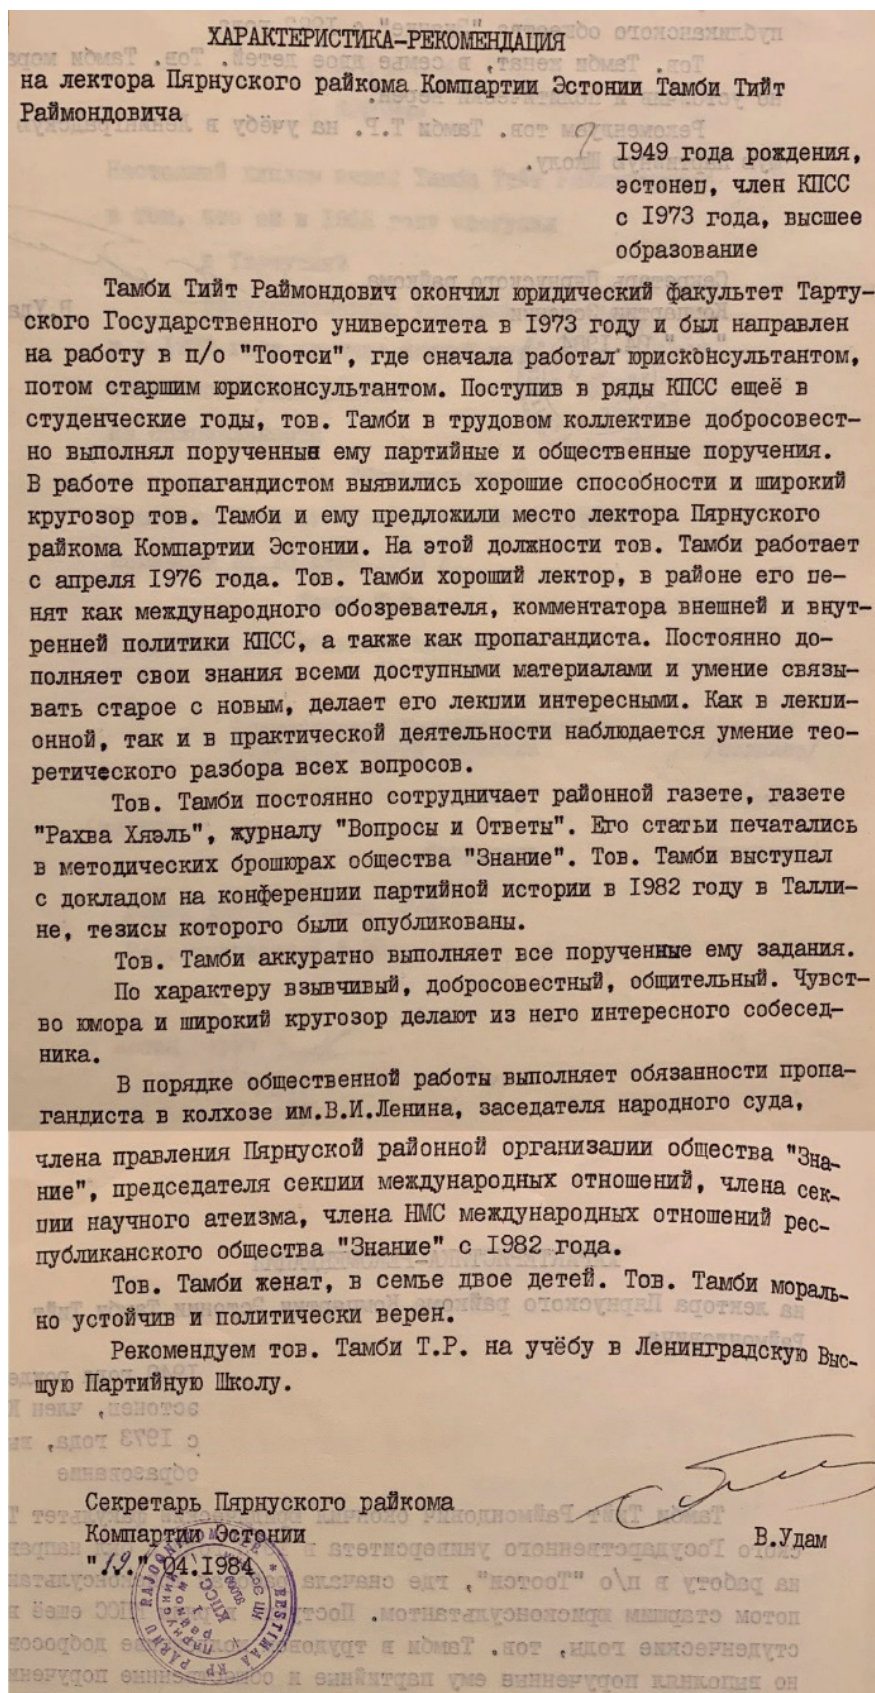 ХАРАКТЕРИСТИКА-РЕКОМЕНДАЦИЯ
на лектора Пярнуского райкома Компартии Эстонии Тамби Тийт
Раймондовича
1949 года рождения,
эстонец, член КПСС
с 1973 года, высшее
образование
Тамби Тийт Раймондович окончил юридический факультет Тарту-
ского Государственного университета в 1973 году и был направлен
на работу в п/о "Тоотси", где сначала работал юрисконсультантом,
потом старшим юрисконсультантом. Поступив в ряды КПСС ещеё в
студенческие годы, тов. Тамби в трудовом коллективе добросовест-
но выполнял порученные ему партийные и общественные поручения.
В работе пропагандистом выявились хорошие способности и широкий
кругозор тов. Тамби и ему предложили место лектора Пярнуского
райкома Компартии Эстонии. На этой должности тов. Тамби работает
с апреля 1976 года. Тов. Тамби хороший лектор, в районе его це-
нят как международного обозревателя, комментатора внешней и внут-
ренней политики КПСС, а также как пропагандиста. Постоянно до-
полняет свои знания всеми доступными материалами и умение связы-
вать старое с новым, делает его лекции интересными. Как в лекци-
онной, так и в практической деятельности наблюдается умение тео-
ретического разбора всех вопросов.
Тов. Тамби постоянно сотрудничает районной газете, газете
"Рахва Хяэль", журналу "Вопросы и Ответы". Его статьи печатались
в методических брошюрах общества "Знание". Тов. Тамби выступал
с докладом на конференции партийной истории в 1982 году в Талли-
не, тезисы которого были опубликованы.
Тов. Тамби аккуратно выполняет все порученные ему задания.
По характеру взывчивый, добросовестный, общительный. Чувст-
во юмора и широкий кругозор делают из него интересного собесед-
ника.
В порядке общественной работы выполняет обязанности пропа-
гандиста в колхозе им.В.И.Ленина, заседателя народного суда,
члена правления Пярнуской районной организации общества "Зна-
ние", председателя секции международных отношений, члена сек-
ции научного атеизма, члена НМС международных отношений рес-
публиканского общества "Знание" с 1982 года.
Тов. Тамби женат, в семье двое детей. Тов. Тамби мораль-
но устойчив и политически верен.
Рекомендуем тов. Тамби Т.Р. на учёбу в Ленинградскую Выс-
шую Партийную Школу.
Секретарь Пярнуского райкома
Компартии Эстонии
В.Удам
"19." 04.1984
EESTIMAA KP PÄRNU RAJOONIKOMITEE
Пярнуский райком КПСС